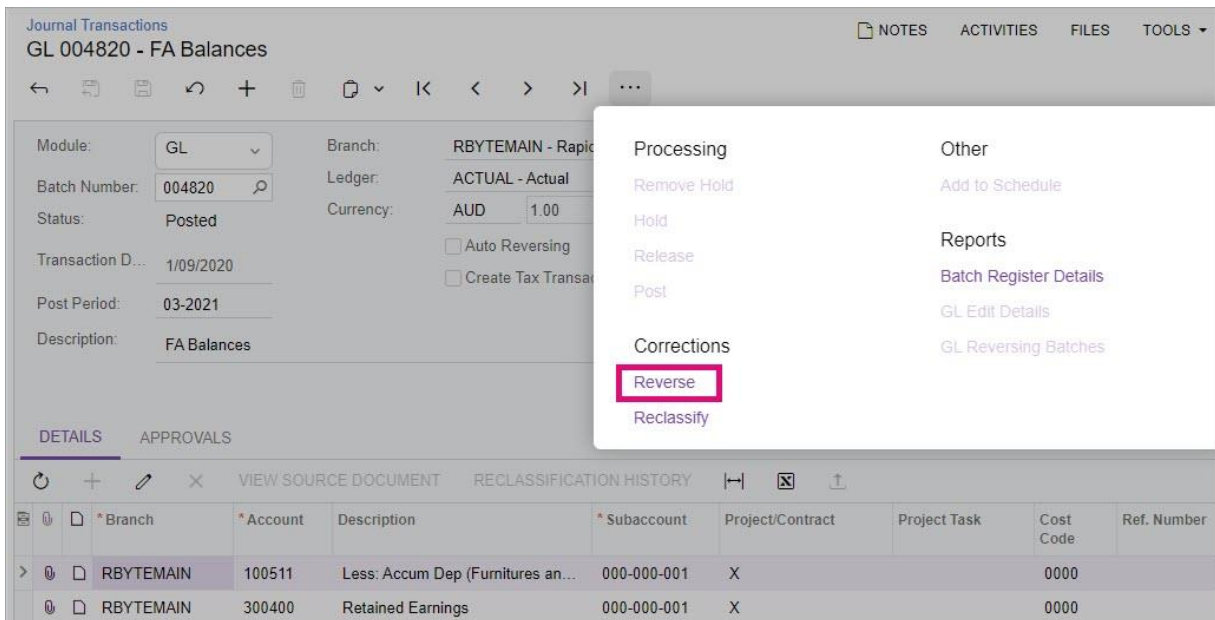 Journal Transactions
GL 004820 - FA Balances
NOTES ACTIVITIES FILES TOOLS
Module: GL
Batch Number: 004820
Status: Posted
Transaction D... 1/09/2020
Post Period: 03-2021
Description: FA Balances
Branch: RBYTEMAIN - Rapid
Ledger: ACTUAL - Actual
Currency: AUD 1.00
Auto Reversing
Create Tax Transac
Processing
Remove Hold
Hold
Release
Post
Corrections
Reverse
Reclassify
Other
Add to Schedule
Reports
Batch Register Details
GL Edit Details
GL Reversing Batches
DETAILS APPROVALS
VIEW SOURCE DOCUMENT RECLASSIFICATION HISTORY
*Branch *Account Description *Subaccount Project/Contract Project Task Cost Code Ref. Number
RBYTEMAIN 100511 Less: Accum Dep (Furnitures an... 000-000-001 X 0000
RBYTEMAIN 300400 Retained Earnings 000-000-001 X 0000